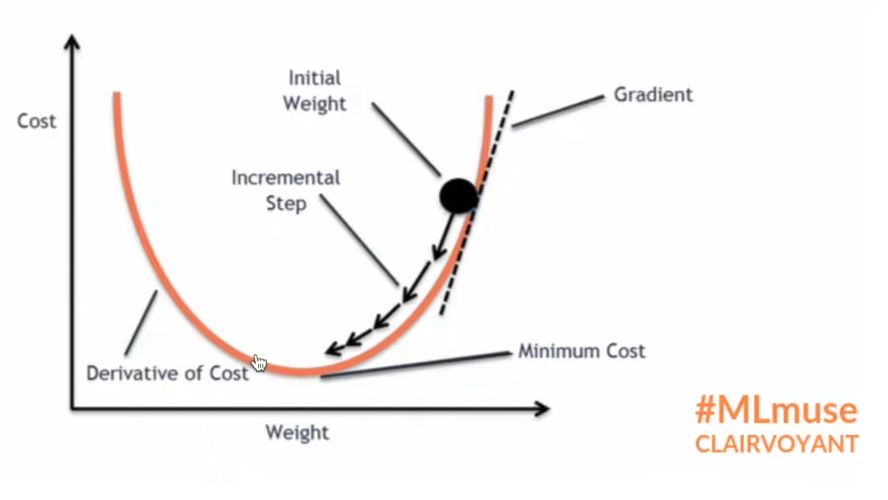 Initial
Weight
Gradient
Cost
Incremental
Step
Minimum Cost
Derivative of Cost
Weight
#MLmuse
CLAIRVOYANT